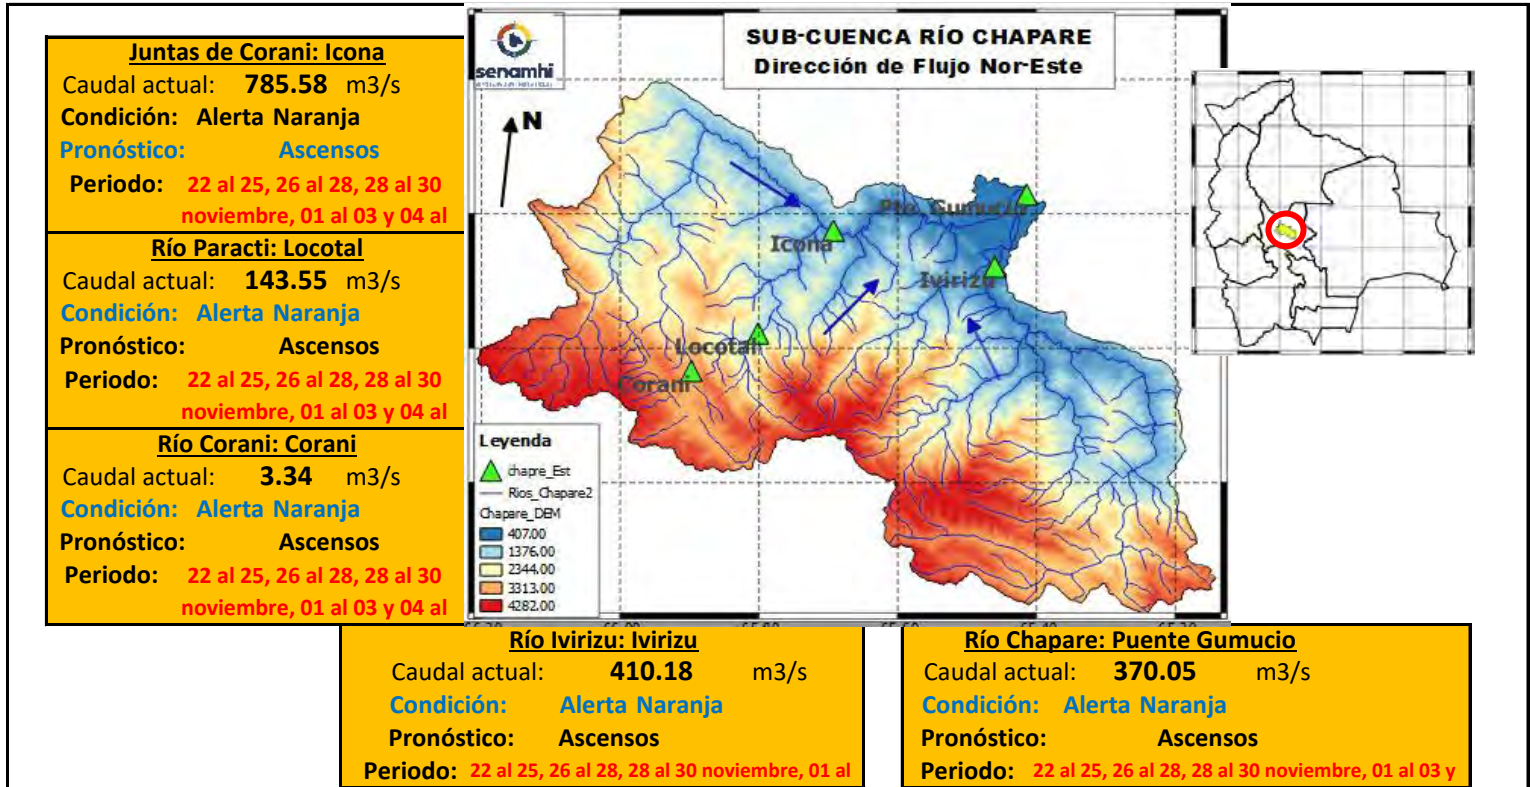 Juntas de Corani: Icona
Caudal actual: 785.58 m3/s
Condición: Alerta Naranja
Pronóstico: Ascensos
Periodo: 22 al 25, 26 al 28, 28 al 30
noviembre, 01 al 03 y 04 al
Río Paracti: Locotal
Caudal actual: 143.55 m3/s
Condición: Alerta Naranja
Pronóstico: Ascensos
Periodo: 22 al 25, 26 al 28, 28 al 30
noviembre, 01 al 03 y 04 al
Río Corani: Corani
Caudal actual: 3.34 m3/s
Condición: Alerta Naranja
Pronóstico: Ascensos
Periodo: 22 al 25, 26 al 28, 28 al 30
noviembre, 01 al 03 y 04 al
senamhi
SUB-CUENCA RÍO CHAPARE
Dirección de Flujo Nor-Este
N
Pto. Gumucio
Icona
Ivirizu
Locotal
Corani
Leyenda
chapre_Est
Rios_Chapare2
Chapare_DEM
407.00
1376.00
2344.00
3313.00
4282.00
Río Ivirizu: Ivirizu
Caudal actual: 410.18 m3/s
Condición: Alerta Naranja
Pronóstico: Ascensos
Periodo: 22 al 25, 26 al 28, 28 al 30 noviembre, 01 al
Río Chapare: Puente Gumucio
Caudal actual: 370.05 m3/s
Condición: Alerta Naranja
Pronóstico: Ascensos
Periodo: 22 al 25, 26 al 28, 28 al 30 noviembre, 01 al 03 y